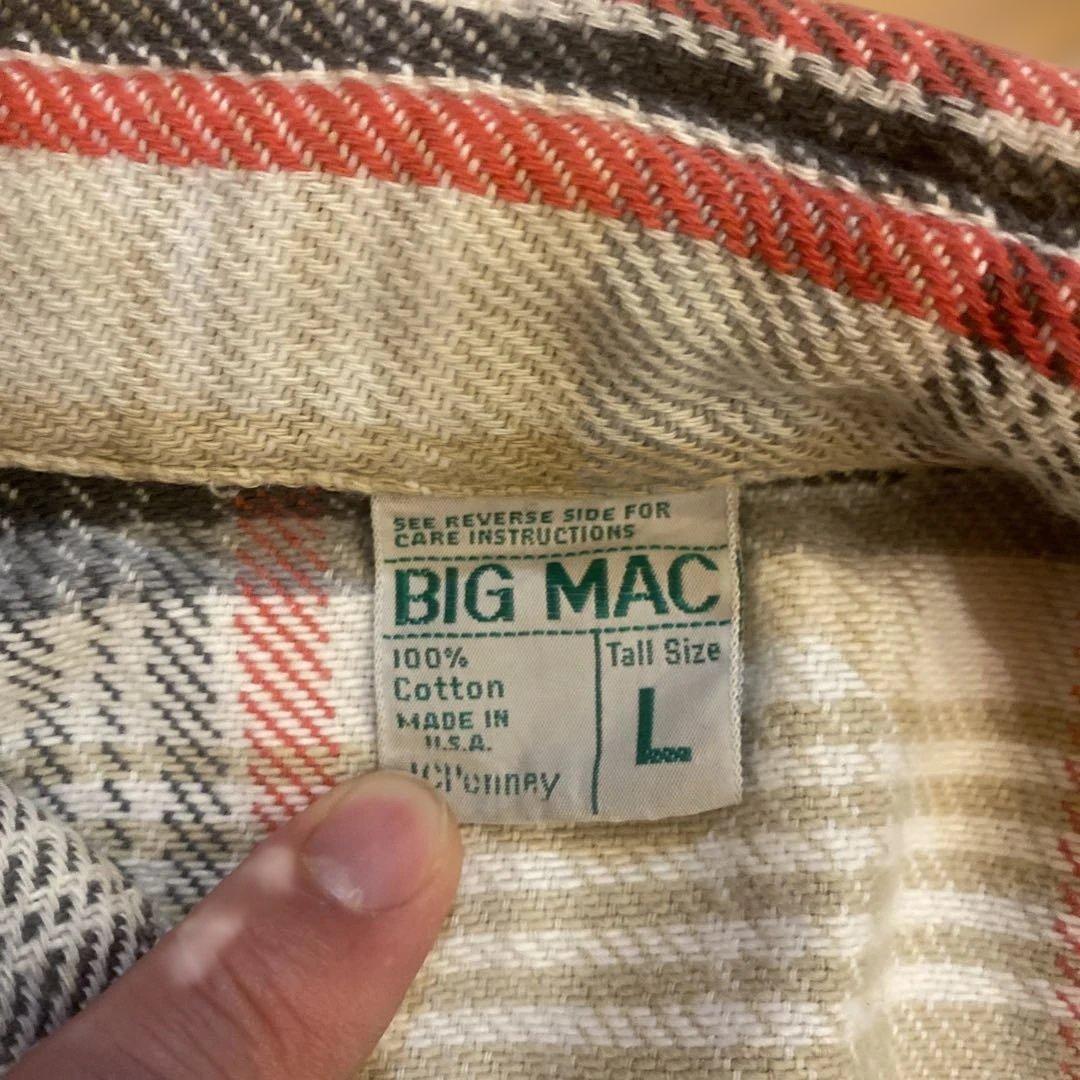 SEE REVERSE SIDE FOR
CARE INSTRUCTIONS
BIG MAC
100%
Cotton
MADE IN
U.S.A.
JCPenney
Tall Size
L